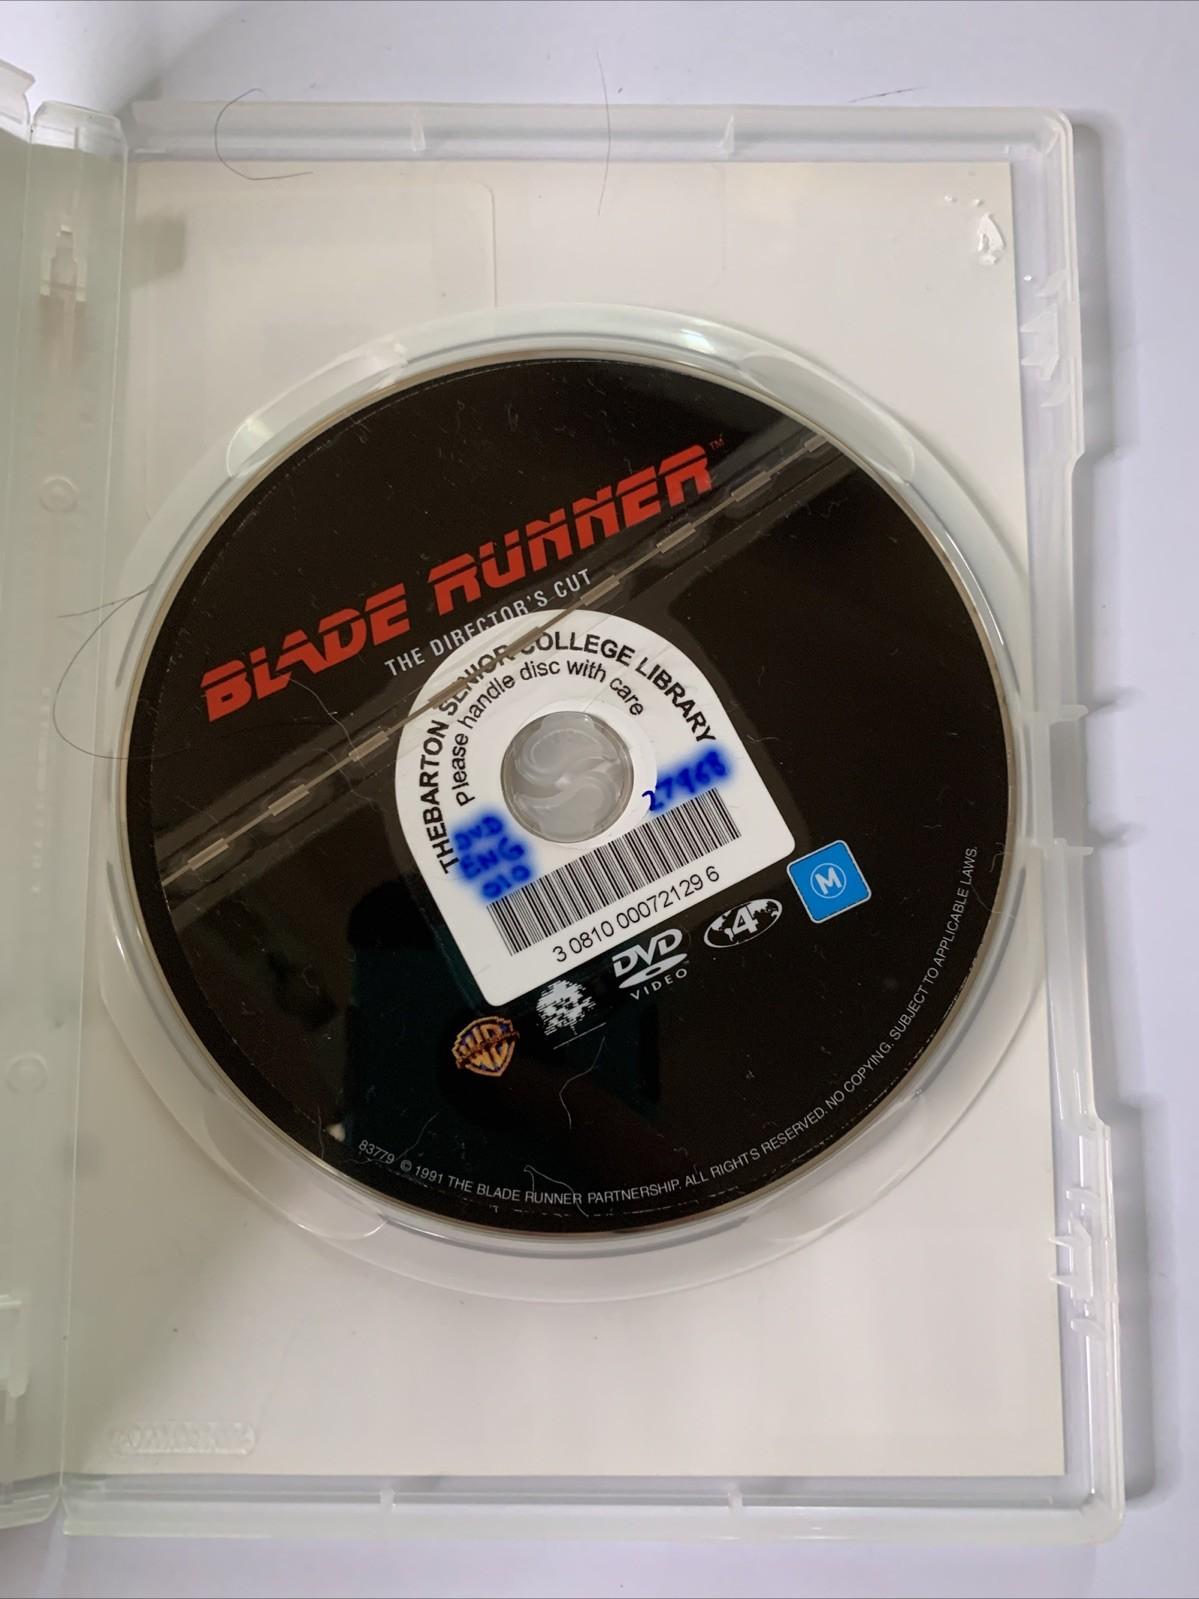 BLADE RUNNER™
THE DIRECTOR'S CUT
THEBARTON SENIOR COLLEGE LIBRARY
Please handle disc with care
DVD
ENG
010
27968
3 0810 00072129 6
4
M
DVD
VIDEO™
WB
83779 © 1991 THE BLADE RUNNER PARTNERSHIP. ALL RIGHTS RESERVED. NO COPYING. SUBJECT TO APPLICABLE LAWS.